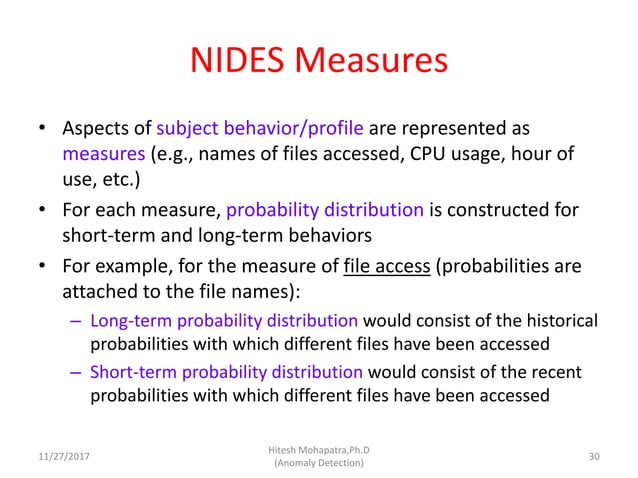 NIDES Measures
• Aspects of subject behavior/profile are represented as
measures (e.g., names of files accessed, CPU usage, hour of
use, etc.)
• For each measure, probability distribution is constructed for
short-term and long-term behaviors
• For example, for the measure of file access (probabilities are
attached to the file names):
– Long-term probability distribution would consist of the historical
probabilities with which different files have been accessed
– Short-term probability distribution would consist of the recent
probabilities with which different files have been accessed
11/27/2017
Hitesh Mohapatra,Ph.D
(Anomaly Detection)
30